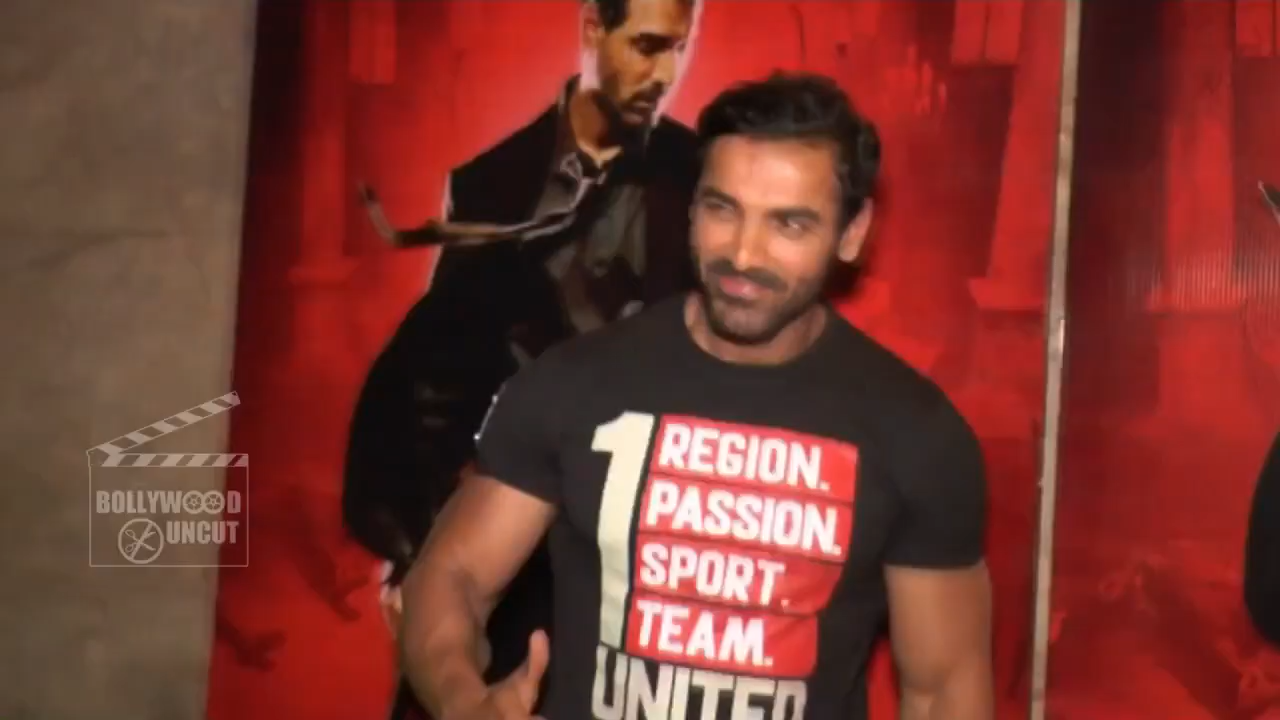 BOLLYWOOD
UNCUT
1 REGION.
PASSION.
SPORT.
TEAM.
UNITED